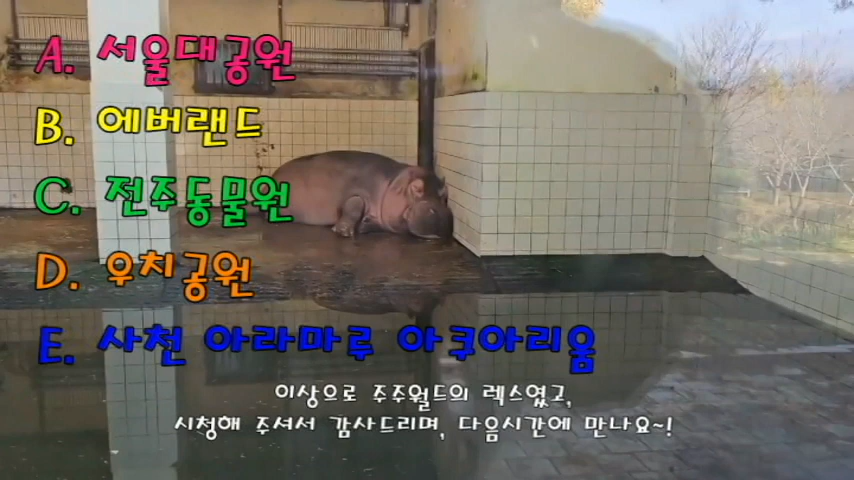 A. 서울대공원
B. 에버랜드
C. 전주동물원
D. 우치공원
E. 사천 아라마루 아쿠아리움
이상으로 주주월드의 렉스였고,
시청해 주셔서 감사드리며, 다음시간에 만나요~!